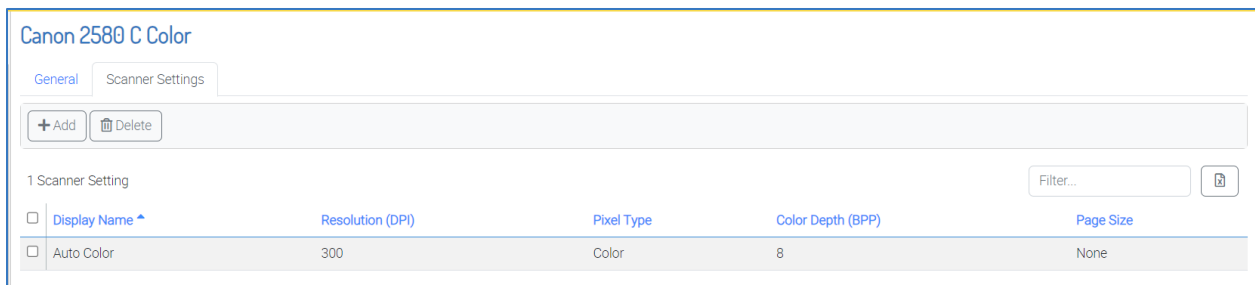 Canon 2580 C Color
General Scanner Settings
Add Delete
1 Scanner Setting Filter...
Display Name Resolution (DPI) Pixel Type Color Depth (BPP) Page Size
Auto Color 300 Color 8 None